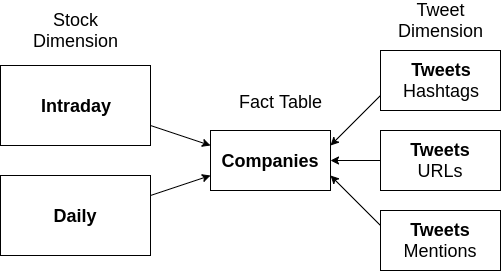 Stock
Dimension
Intraday
Daily
Fact Table
Companies
Tweet
Dimension
Tweets
Hashtags
Tweets
URLs
Tweets
Mentions